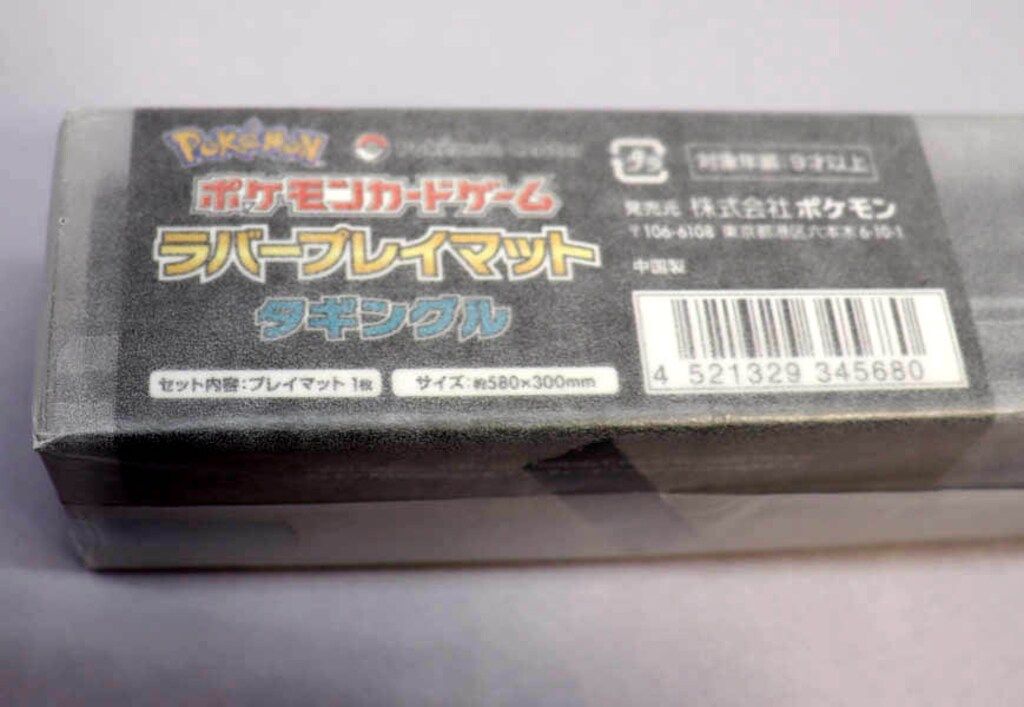 POKÉMON
ポケモンカードゲーム
ラバープレイマット
タギングル
セット内容:プレイマット 1枚
サイズ:約580×300mm
プラ
対象年齢 9才以上
発売元 株式会社ポケモン
〒106-6108 東京都港区六本木6-10-1
中国製
4 521329 345680